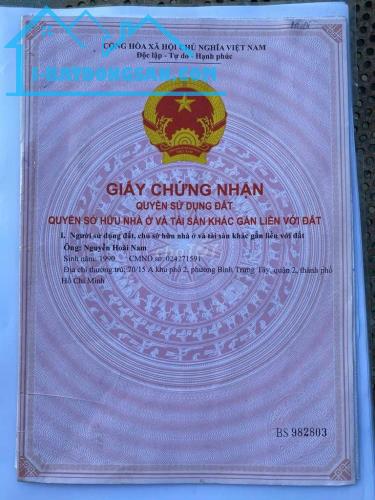 CỘNG HÒA XÃ HỘI CHỦ NGHĨA VIỆT NAM
Độc lập - Tự do - Hạnh phúc
I-BATDONGSAN.COM
GIẤY CHỨNG NHẬN
QUYỀN SỬ DỤNG ĐẤT
QUYỀN SỞ HỮU NHÀ Ở VÀ TÀI SẢN KHÁC GẮN LIỀN VỚI ĐẤT
I. Người sử dụng đất, chủ sở hữu nhà ở và tài sản khác gắn liền với đất
Ông: Nguyễn Hoài Nam
Sinh năm: 1990 CMND số: 024271591
Địa chỉ thường trú: 20/15 A khu phố 2, phường Bình Trưng Tây, quận 2, thành phố
Hồ Chí Minh
BS 982803